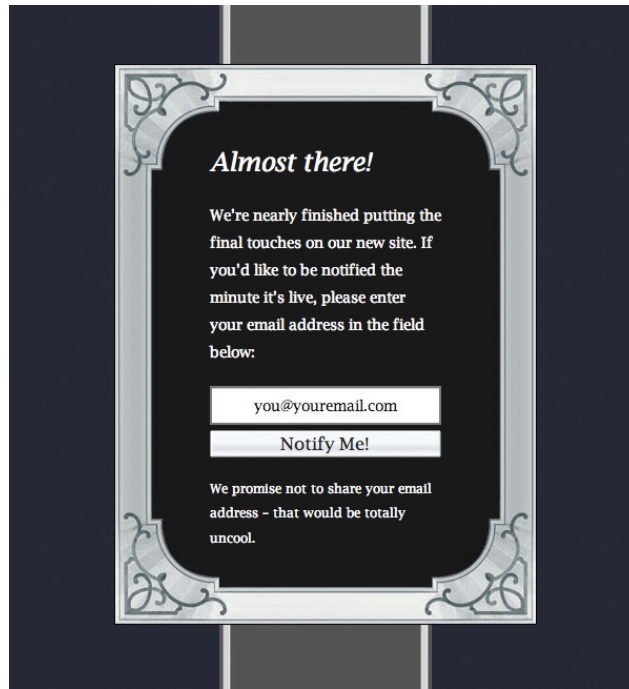 Almost there!
We're nearly finished putting the
final touches on our new site. If
you'd like to be notified the
minute it's live, please enter
your email address in the field
below:
you@youremail.com
Notify Me!
We promise not to share your email
address – that would be totally
uncool.